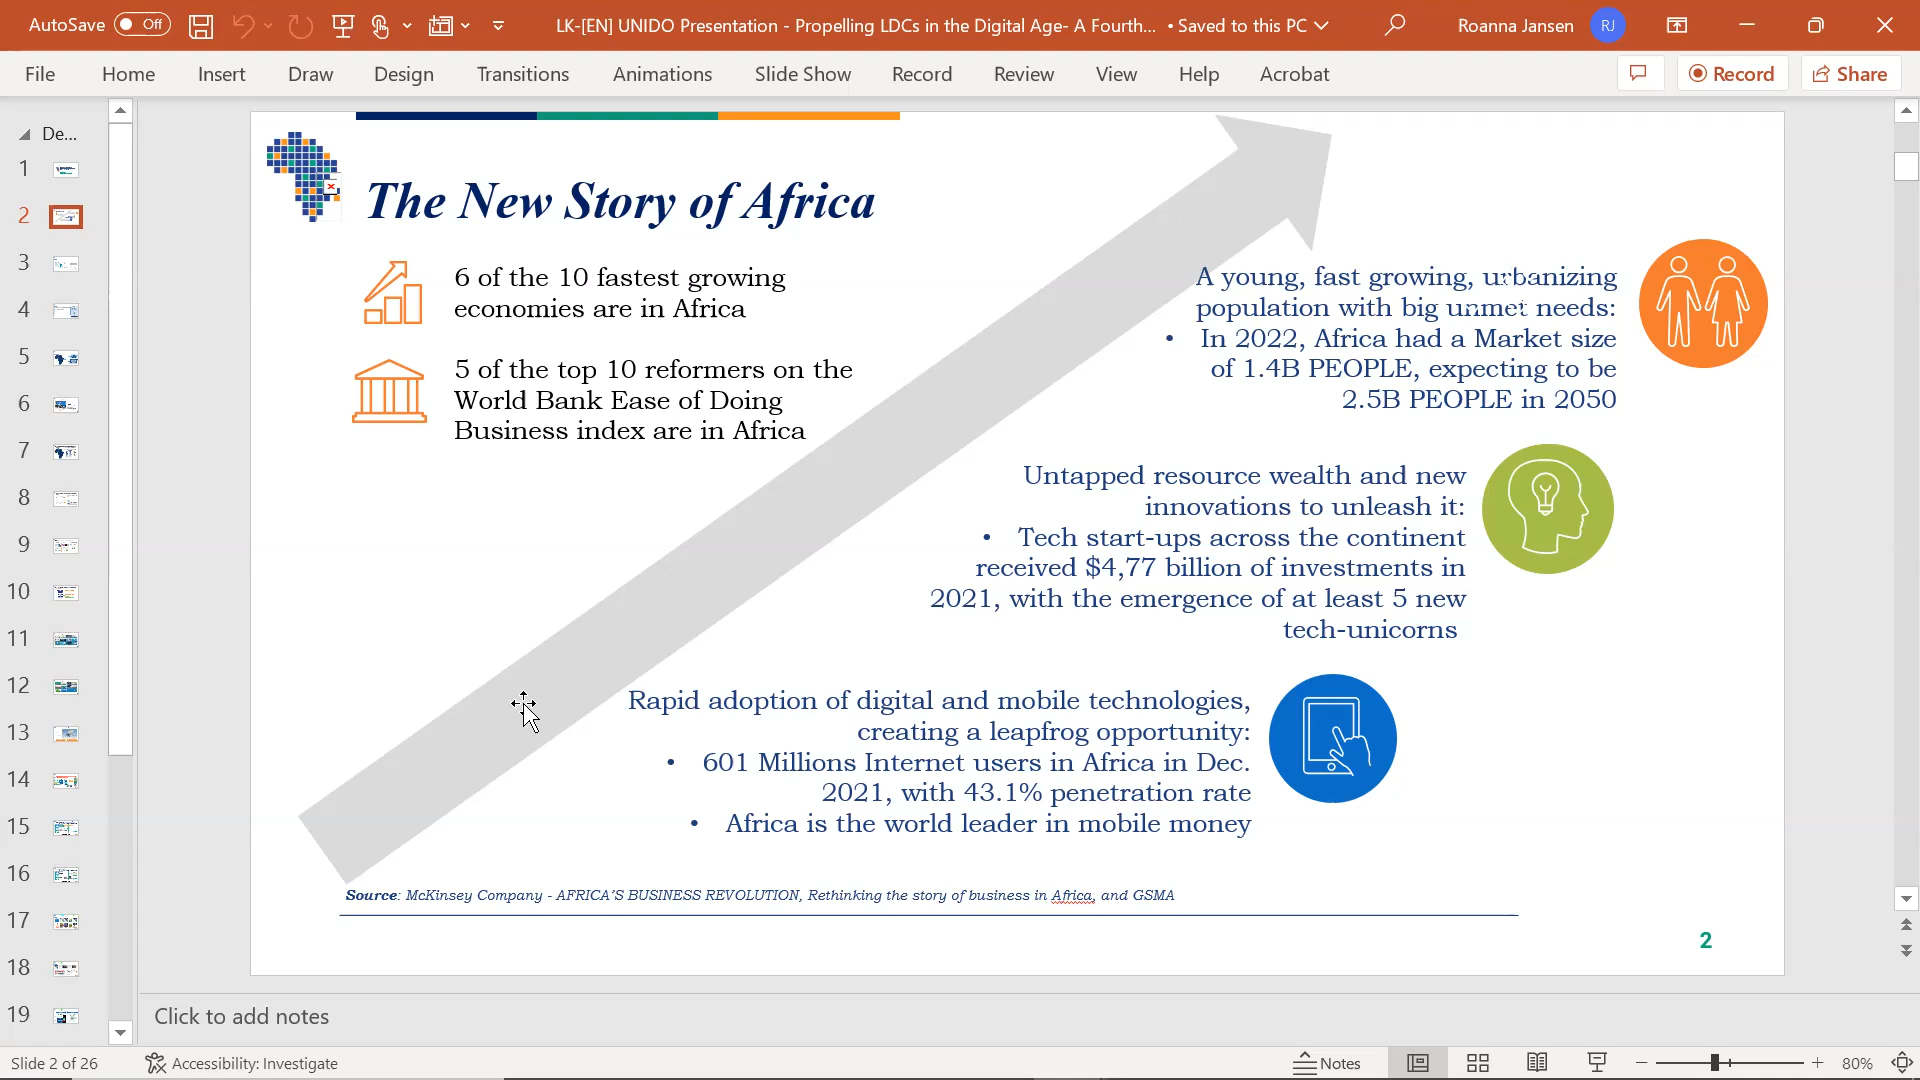 AutoSave Off LK-[EN] UNIDO Presentation - Propelling LDCs in the Digital Age- A Fourth... • Saved to this PC Roanna Jansen RJ
File Home Insert Draw Design Transitions Animations Slide Show Record Review View Help Acrobat Record Share
De...
1
2
3
4
5
6
7
8
9
10
11
12
13
14
15
16
17
18
19
The New Story of Africa
6 of the 10 fastest growing
economies are in Africa
5 of the top 10 reformers on the
World Bank Ease of Doing
Business index are in Africa
A young, fast growing, urbanizing
population with big unmet needs:
• In 2022, Africa had a Market size
of 1.4B PEOPLE, expecting to be
2.5B PEOPLE in 2050
Untapped resource wealth and new
innovations to unleash it:
• Tech start-ups across the continent
received $4,77 billion of investments in
2021, with the emergence of at least 5 new
tech-unicorns
Rapid adoption of digital and mobile technologies,
creating a leapfrog opportunity:
• 601 Millions Internet users in Africa in Dec.
2021, with 43.1% penetration rate
• Africa is the world leader in mobile money
Source: McKinsey Company - AFRICA'S BUSINESS REVOLUTION, Rethinking the story of business in Africa, and GSMA
2
Click to add notes
Slide 2 of 26 Accessibility: Investigate Notes 80%